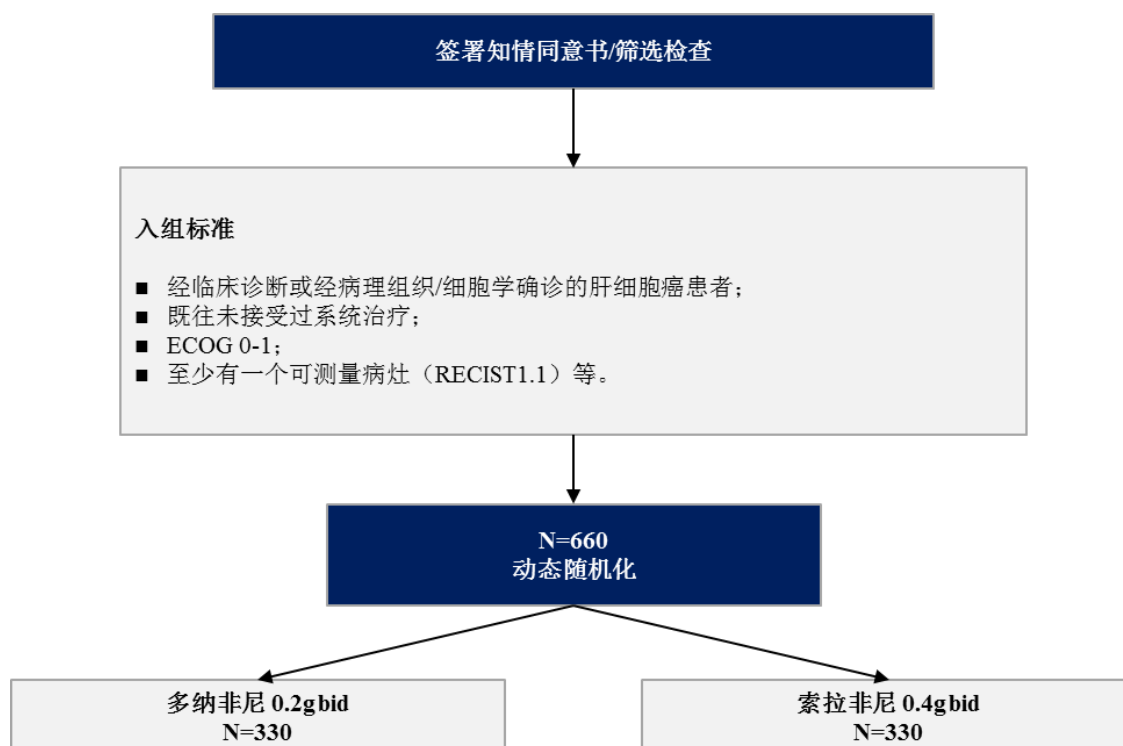 签署知情同意书/筛选检查
入组标准
■ 经临床诊断或经病理组织/细胞学确诊的肝细胞癌患者；
■ 既往未接受过系统治疗；
■ ECOG 0-1；
■ 至少有一个可测量病灶（RECIST1.1）等。
N=660
动态随机化
多纳非尼 0.2g bid
N=330
索拉非尼 0.4g bid
N=330